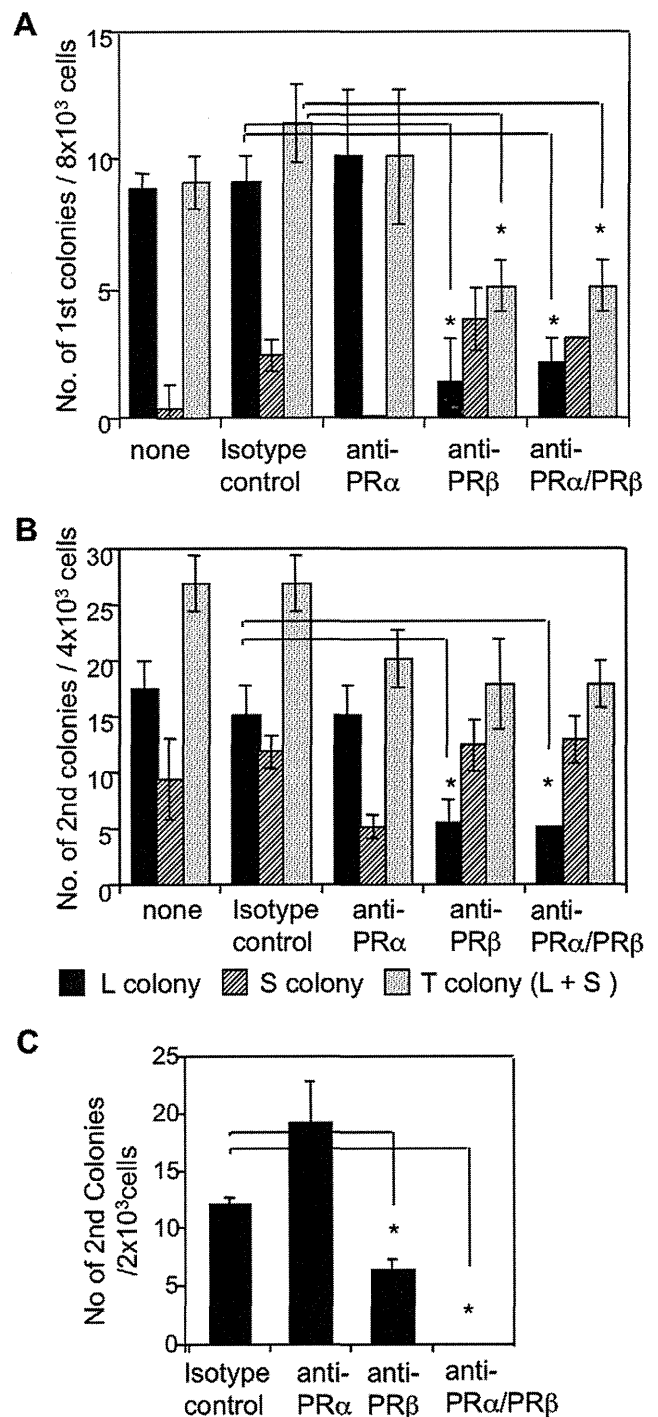 A
No. of 1st colonies / 8x10³ cells
15
10
5
0
none
Isotype control
anti-PRα
anti-PRβ
anti-PRα/PRβ
*
*
*
*
B
No. of 2nd colonies / 4x10³ cells
30
25
20
15
10
5
0
none
Isotype control
anti-PRα
anti-PRβ
anti-PRα/PRβ
*
*
L colony
S colony
T colony (L + S )
C
No of 2nd Colonies
/2x10³cells
25
20
15
10
5
0
Isotype control
anti-PRα
anti-PRβ
anti-PRα/PRβ
*
*